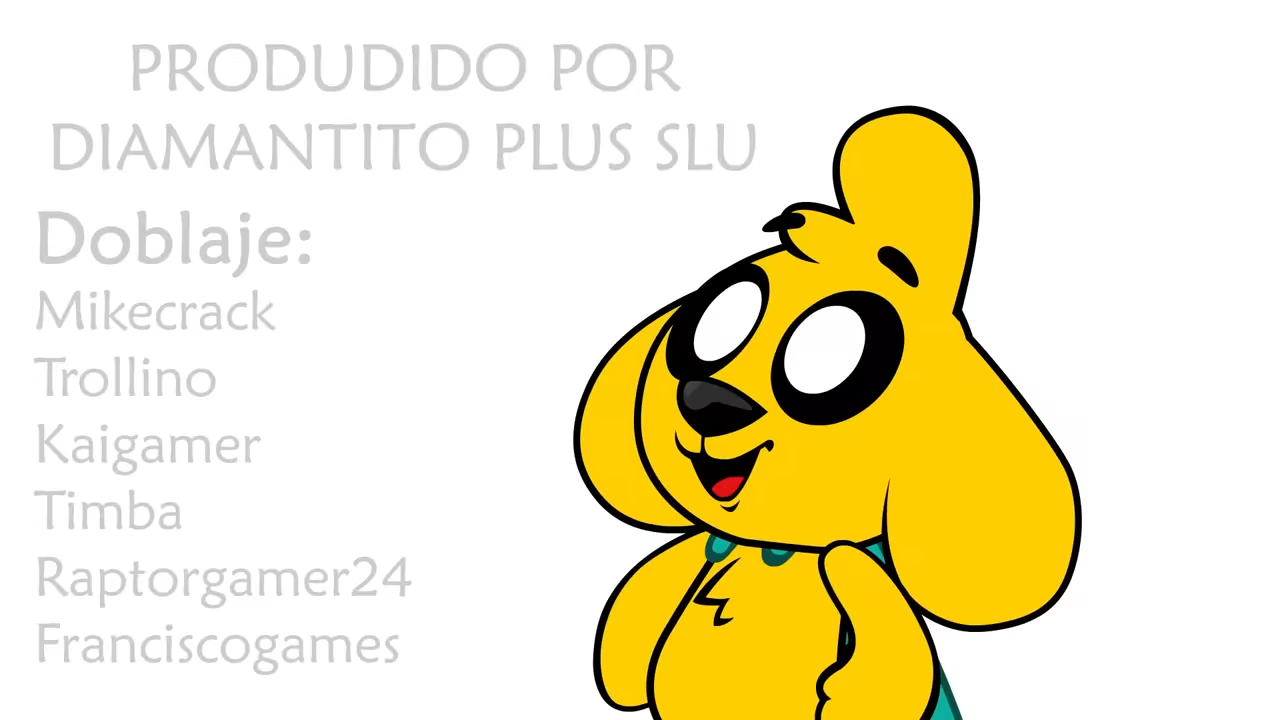 PRODUDIDO POR
DIAMANTITO PLUS SLU
Doblaje:
Mikecrack
Trollino
Kaigamer
Timba
Raptorgamer24
Franciscogames